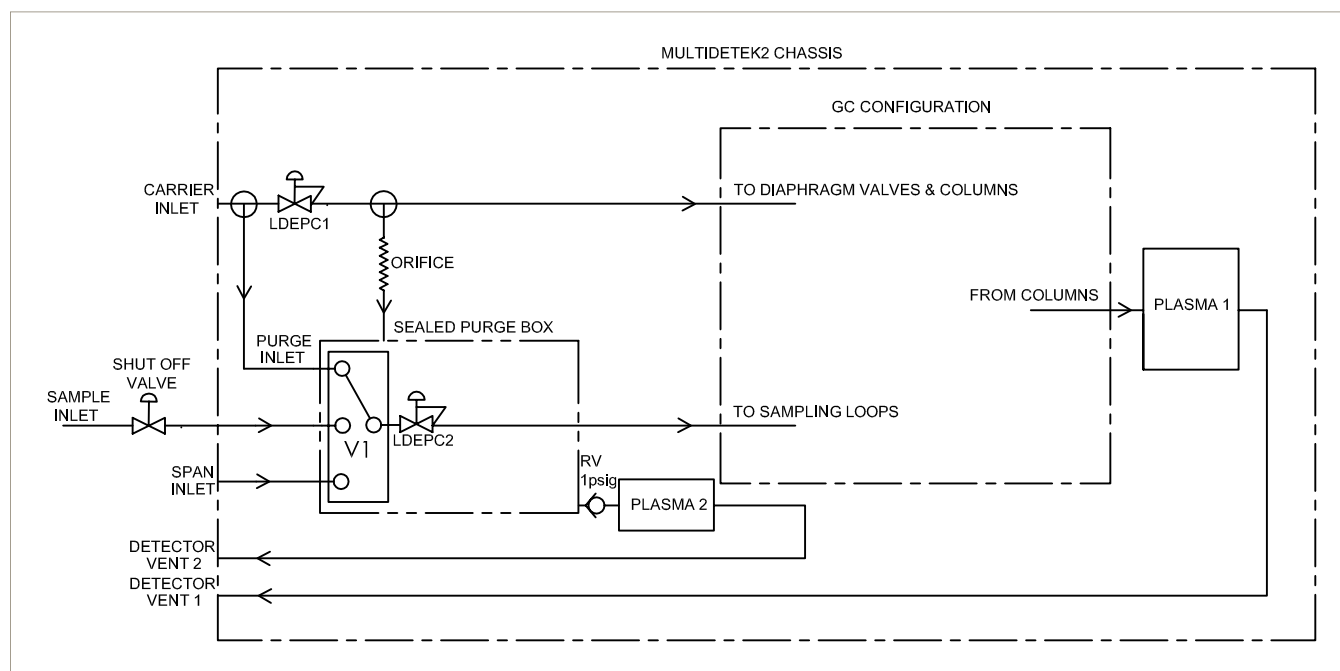 MULTIDETEK2 CHASSIS
GC CONFIGURATION
CARRIER
INLET
LDEPC1
TO DIAPHRAGM VALVES & COLUMNS
ORIFICE
FROM COLUMNS
PLASMA 1
SEALED PURGE BOX
PURGE
INLET
SHUT OFF
VALVE
SAMPLE
INLET
V1
LDEPC2
TO SAMPLING LOOPS
SPAN
INLET
RV
1psig
PLASMA 2
DETECTOR
VENT 2
DETECTOR
VENT 1